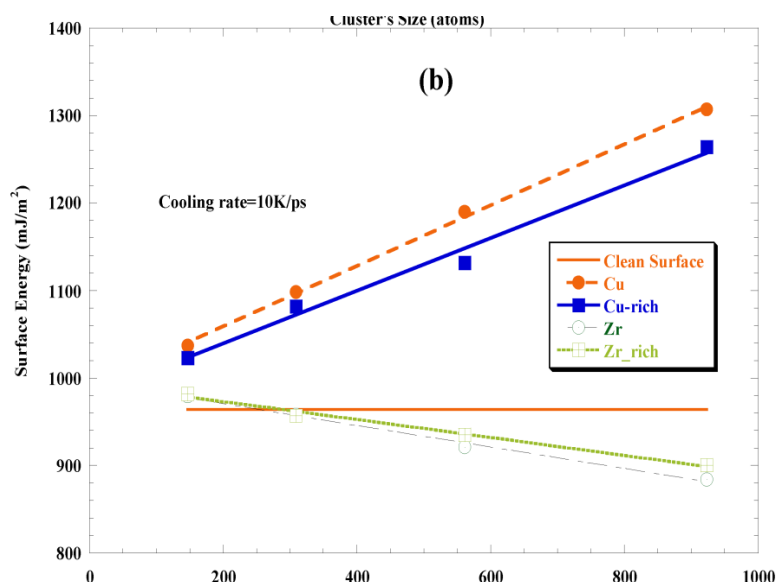 Cluster's Size (atoms)
1400
(b)
1300
1200
Cooling rate=10K/ps
1100
1000
900
800
Surface Energy (mJ/m²)
Clean Surface
Cu
Cu-rich
Zr
Zr_rich
0 200 400 600 800 1000